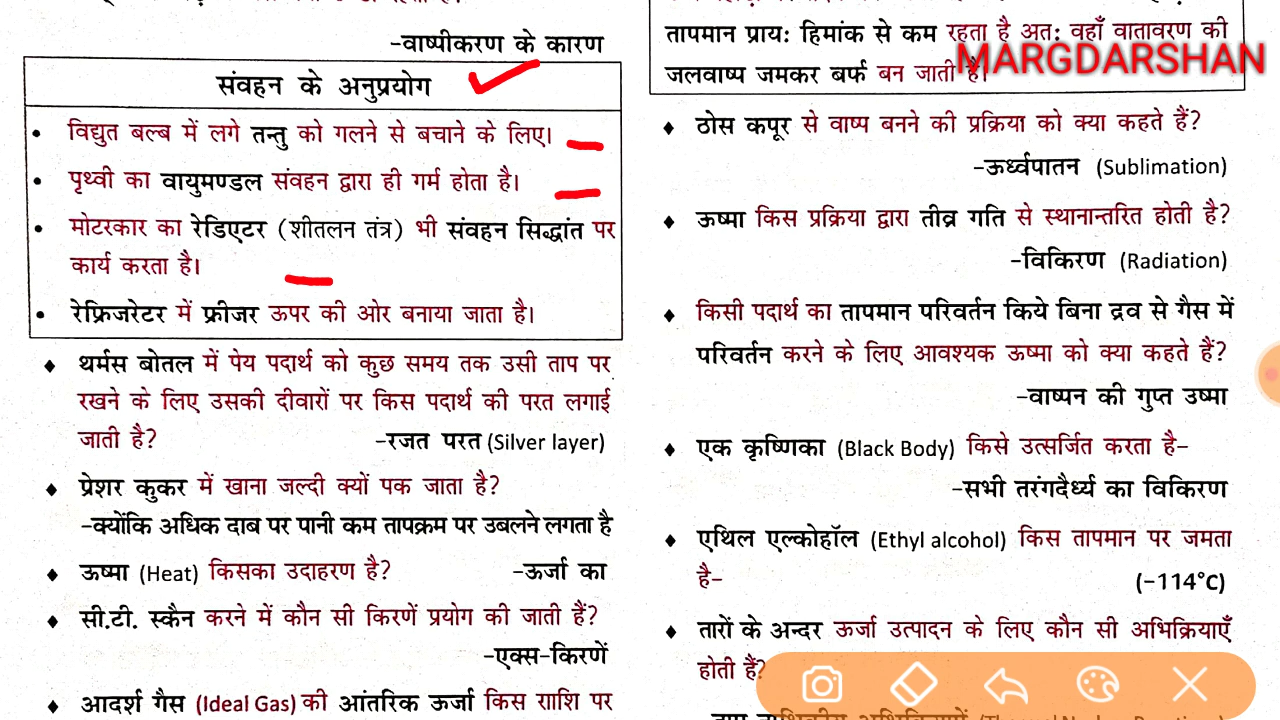 -वाष्पीकरण के कारण
संवहन के अनुप्रयोग
• विद्युत बल्ब में लगे तन्तु को गलने से बचाने के लिए।
• पृथ्वी का वायुमण्डल संवहन द्वारा ही गर्म होता है।
• मोटरकार का रेडिएटर (शीतलन तंत्र) भी संवहन सिद्धांत पर
कार्य करता है।
• रेफ्रिजरेटर में फ्रीजर ऊपर की ओर बनाया जाता है।
♦ थर्मस बोतल में पेय पदार्थ को कुछ समय तक उसी ताप पर
रखने के लिए उसकी दीवारों पर किस पदार्थ की परत लगाई
जाती है? -रजत परत (Silver layer)
♦ प्रेशर कुकर में खाना जल्दी क्यों पक जाता है?
-क्योंकि अधिक दाब पर पानी कम तापक्रम पर उबलने लगता है
♦ ऊष्मा (Heat) किसका उदाहरण है? -ऊर्जा का
♦ सी.टी. स्कैन करने में कौन सी किरणें प्रयोग की जाती हैं?
-एक्स-किरणें
♦ आदर्श गैस (Ideal Gas) की आंतरिक ऊर्जा किस राशि पर
तापमान प्राय: हिमांक से कम रहता है अत: वहाँ वातावरण की
जलवाष्प जमकर बर्फ बन जाती है।
MARGDARSHAN
♦ ठोस कपूर से वाष्प बनने की प्रक्रिया को क्या कहते हैं?
-ऊर्ध्वपातन (Sublimation)
♦ ऊष्मा किस प्रक्रिया द्वारा तीव्र गति से स्थानान्तरित होती है?
-विकिरण (Radiation)
♦ किसी पदार्थ का तापमान परिवर्तन किये बिना द्रव से गैस में
परिवर्तन करने के लिए आवश्यक ऊष्मा को क्या कहते हैं?
-वाष्पन की गुप्त उष्मा
♦ एक कृष्णिका (Black Body) किसे उत्सर्जित करता है-
-सभी तरंगदैर्ध्य का विकिरण
♦ एथिल एल्कोहॉल (Ethyl alcohol) किस तापमान पर जमता
है- (-114°C)
♦ तारों के अन्दर ऊर्जा उत्पादन के लिए कौन सी अभिक्रियाएँ
होती हैं?